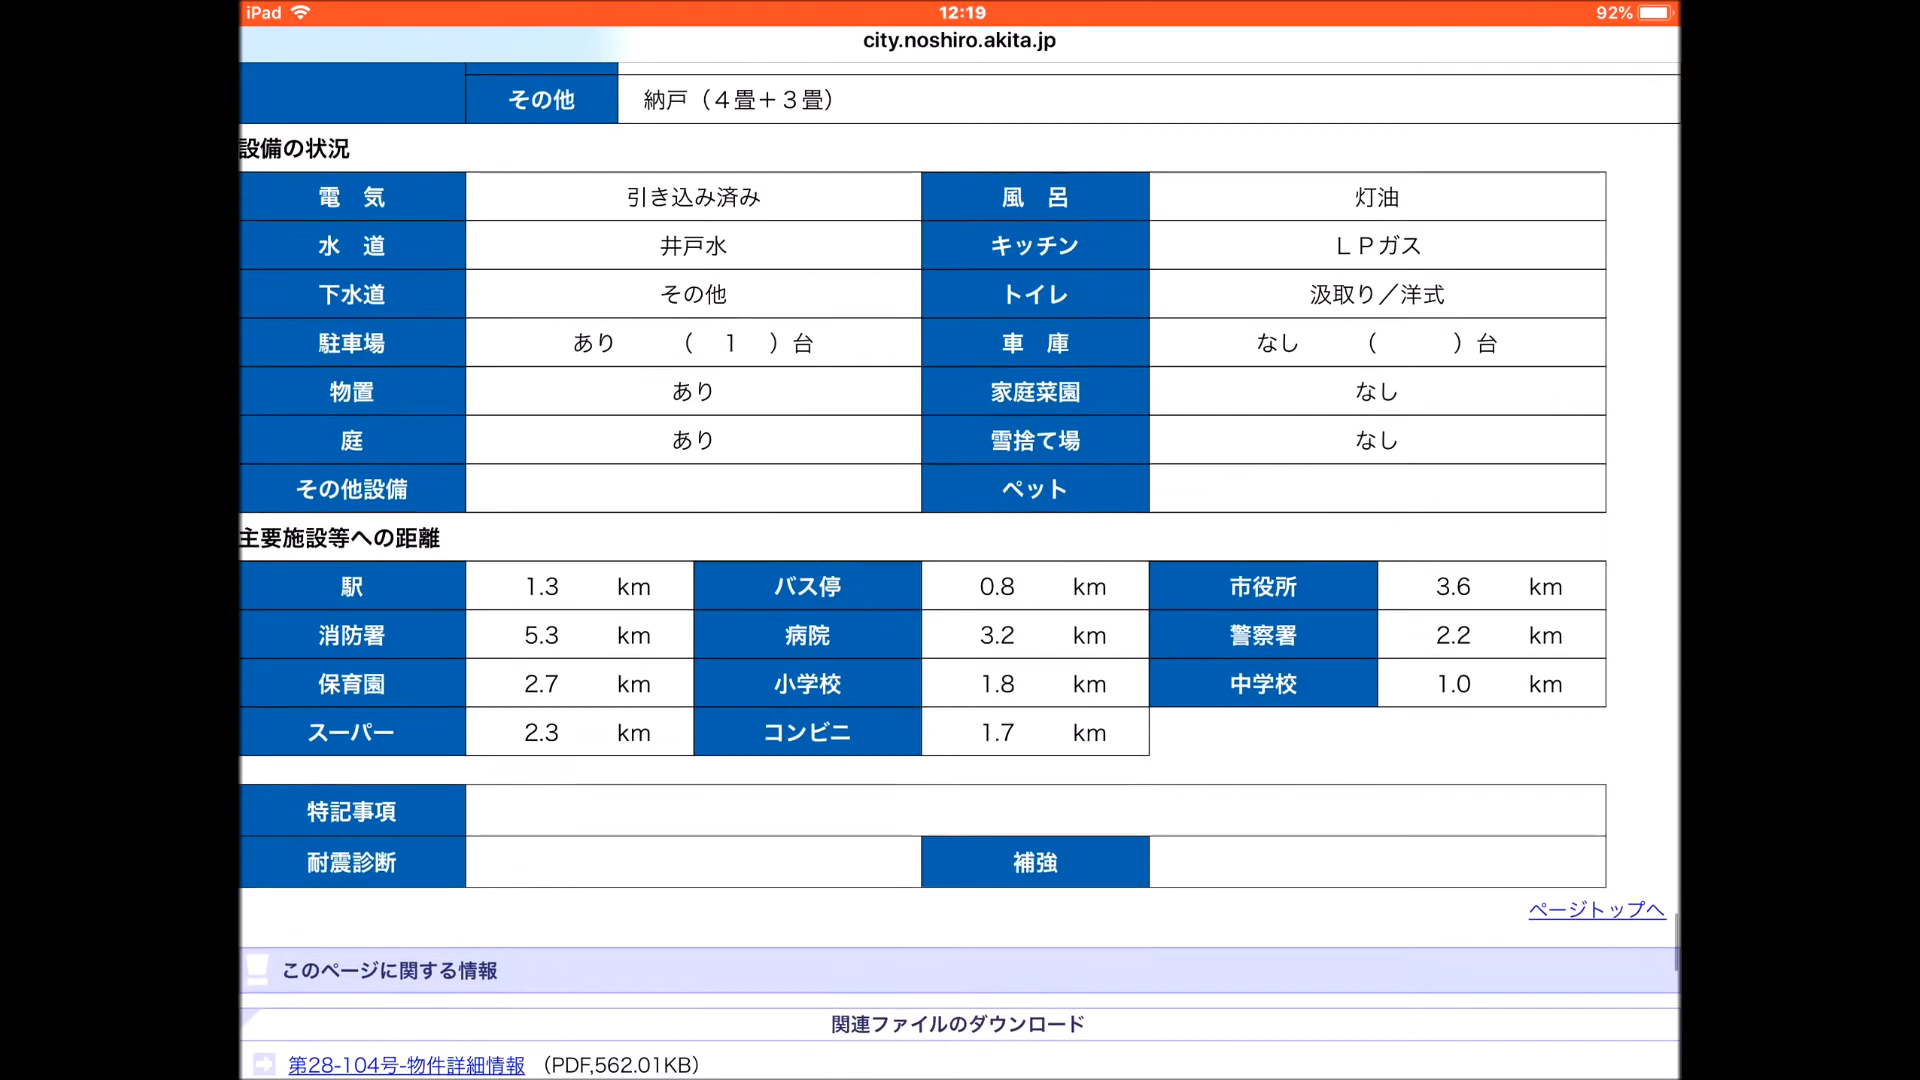 iPad 12:19 92%
city.noshiro.akita.jp
その他 納戸（４畳＋３畳）
設備の状況
電　気 引き込み済み 風　呂 灯油
水　道 井戸水 キッチン ＬＰガス
下水道 その他 トイレ 汲取り／洋式
駐車場 あり （ 1 ）台 車　庫 なし （ ）台
物置 あり 家庭菜園 なし
庭 あり 雪捨て場 なし
その他設備 ペット
主要施設等への距離
駅 1.3 km バス停 0.8 km 市役所 3.6 km
消防署 5.3 km 病院 3.2 km 警察署 2.2 km
保育園 2.7 km 小学校 1.8 km 中学校 1.0 km
スーパー 2.3 km コンビニ 1.7 km
特記事項
耐震診断 補強
ページトップへ
このページに関する情報
関連ファイルのダウンロード
第28-104号-物件詳細情報 （PDF,562.01KB）